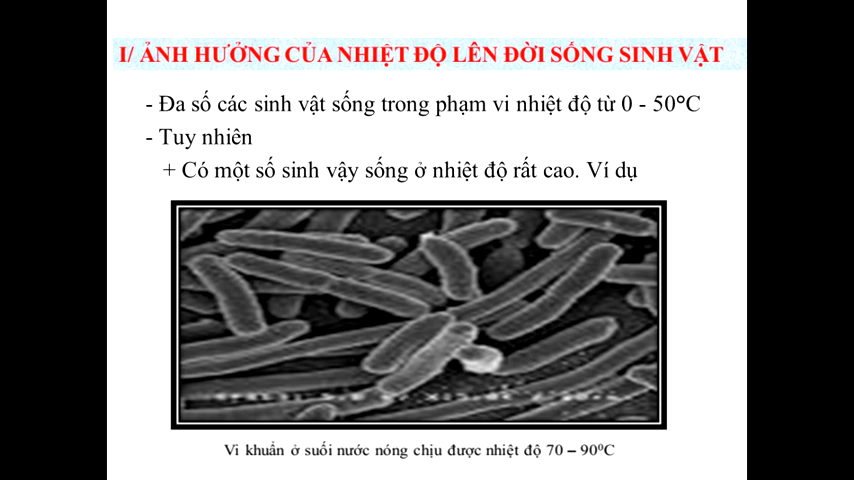 I/ ẢNH HƯỞNG CỦA NHIỆT ĐỘ LÊN ĐỜI SỐNG SINH VẬT
- Đa số các sinh vật sống trong phạm vi nhiệt độ từ 0 - 50°C
- Tuy nhiên
+ Có một số sinh vậy sống ở nhiệt độ rất cao. Ví dụ
Vi khuẩn ở suối nước nóng chịu được nhiệt độ 70 – 90⁰C